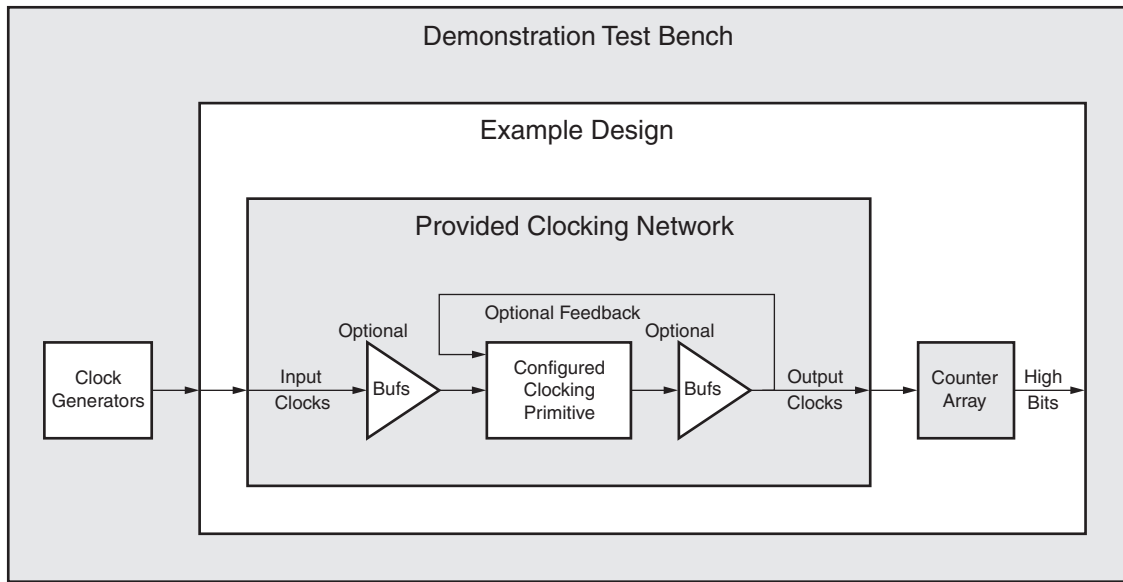 Demonstration Test Bench
Example Design
Provided Clocking Network
Optional Feedback
Optional
Optional
Clock
Generators
Input
Clocks
Bufs
Configured
Clocking
Primitive
Bufs
Output
Clocks
Counter
Array
High
Bits